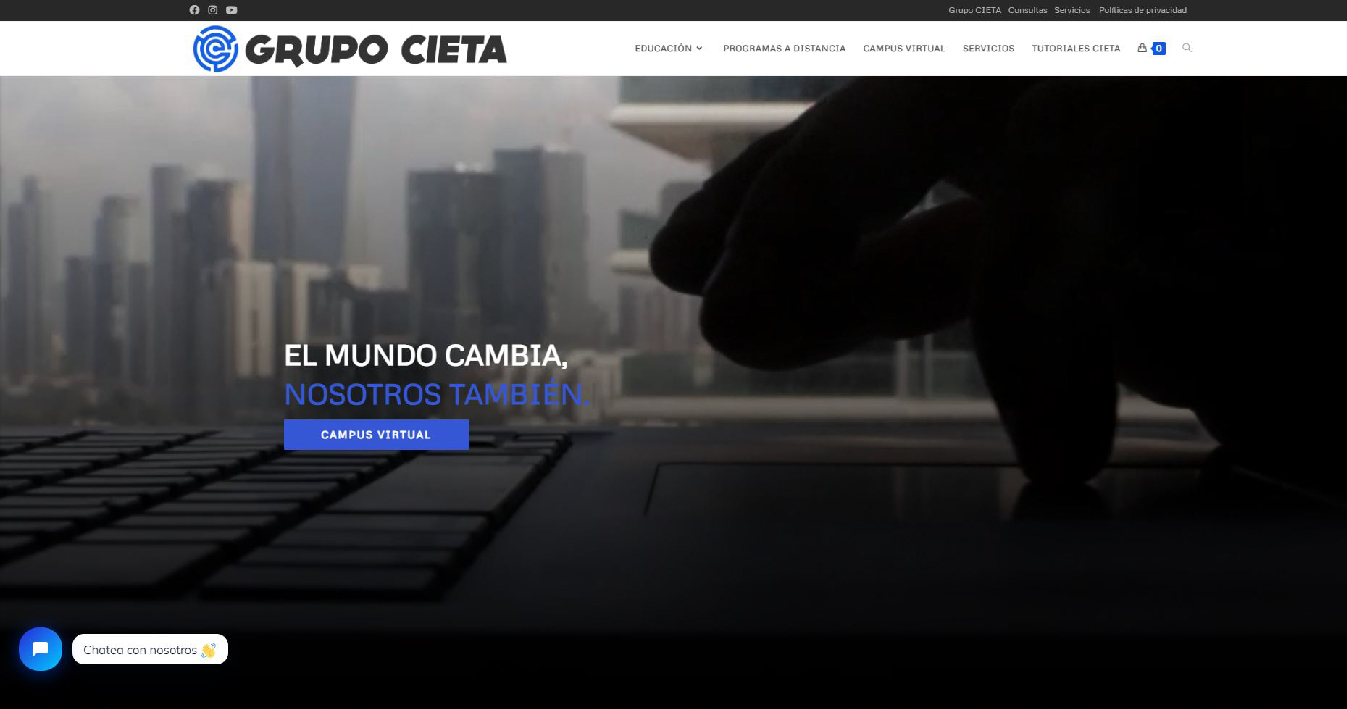 Grupo CIETA Consultas Servicios Políticas de privacidad
GRUPO CIETA
EDUCACIÓN PROGRAMAS A DISTANCIA CAMPUS VIRTUAL SERVICIOS TUTORIALES CIETA 0
EL MUNDO CAMBIA,
NOSOTROS TAMBIÉN.
CAMPUS VIRTUAL
Chatea con nosotros 👋